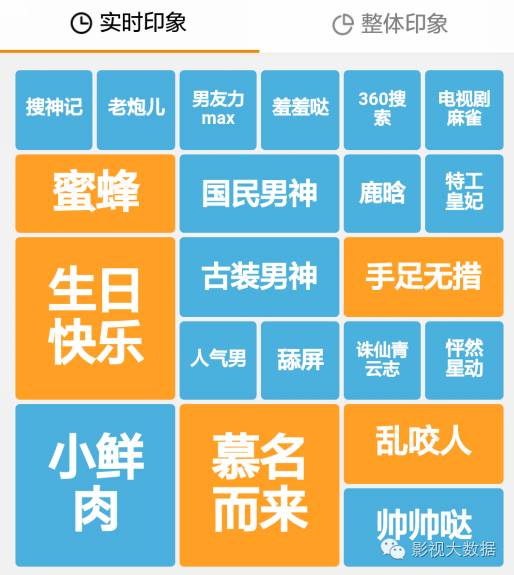 实时印象
整体印象
搜神记
老炮儿
男友力
max
羞羞哒
360搜
索
电视剧
麻雀
蜜蜂
国民男神
鹿晗
特工
皇妃
生日
快乐
古装男神
手足无措
人气男
舔屏
诛仙青
云志
怦然
星动
小鲜
肉
慕名
而来
乱咬人
帅帅哒
影视大数据